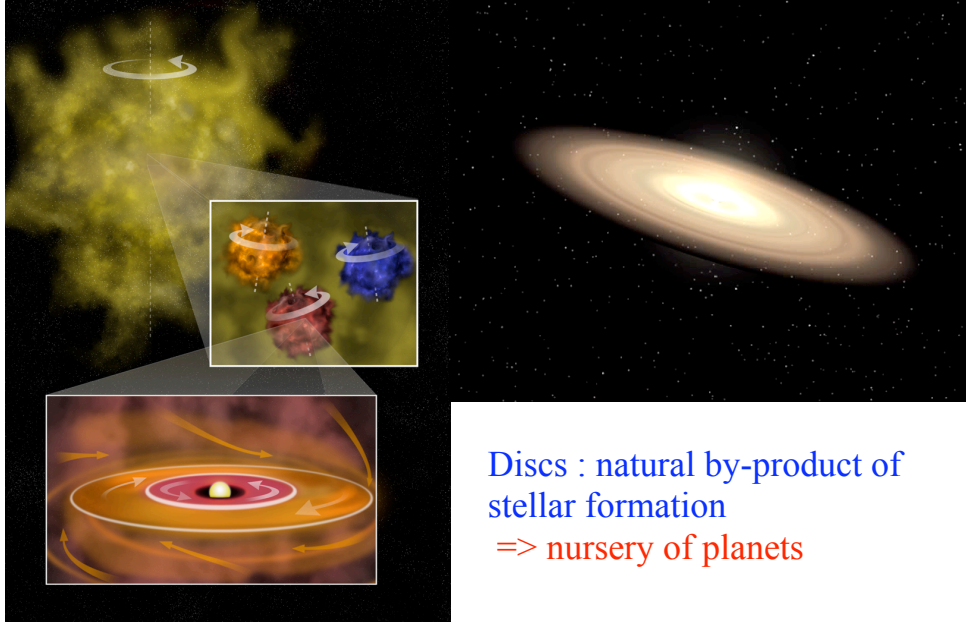 Discs : natural by-product of
stellar formation
=> nursery of planets